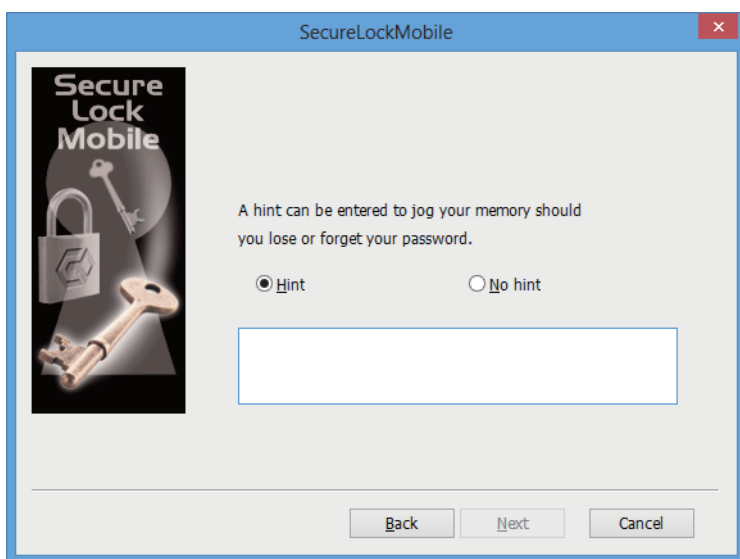 SecureLockMobile
Secure
Lock
Mobile
A hint can be entered to jog your memory should
you lose or forget your password.
Hint No hint
Back Next Cancel